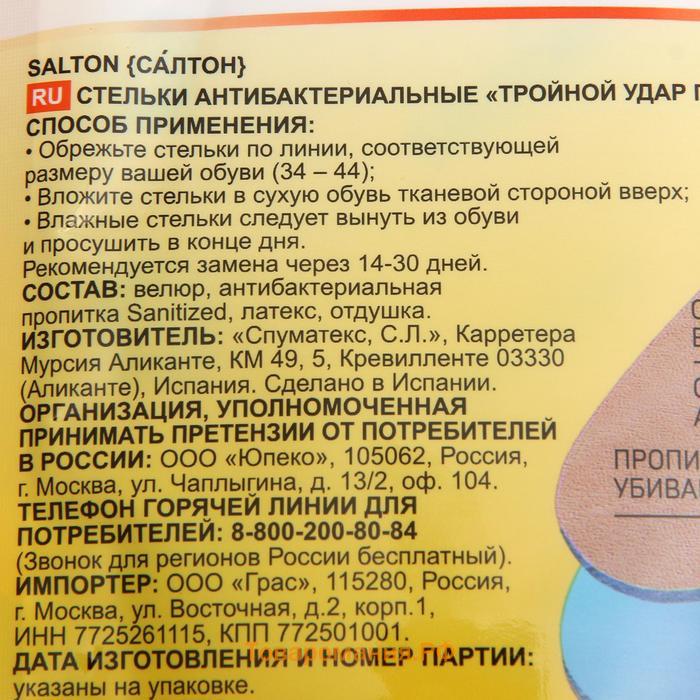 SALTON {СА́ЛТОН}
RU СТЕЛЬКИ АНТИБАКТЕРИАЛЬНЫЕ «ТРОЙНОЙ УДАР
СПОСОБ ПРИМЕНЕНИЯ:
• Обрежьте стельки по линии, соответствующей
размеру вашей обуви (34 – 44);
• Вложите стельки в сухую обувь тканевой стороной вверх;
• Влажные стельки следует вынуть из обуви
и просушить в конце дня.
Рекомендуется замена через 14-30 дней.
СОСТАВ: велюр, антибактериальная
пропитка Sanitized, латекс, отдушка.
ИЗГОТОВИТЕЛЬ: «Спуматекс, С.Л.», Карретера
Мурсия Аликанте, КМ 49, 5, Кревилленте 03330
(Аликанте), Испания. Сделано в Испании.
ОРГАНИЗАЦИЯ, УПОЛНОМОЧЕННАЯ
ПРИНИМАТЬ ПРЕТЕНЗИИ ОТ ПОТРЕБИТЕЛЕЙ
В РОССИИ: ООО «Юпеко», 105062, Россия,
г. Москва, ул. Чаплыгина, д. 13/2, оф. 104.
ТЕЛЕФОН ГОРЯЧЕЙ ЛИНИИ ДЛЯ
ПОТРЕБИТЕЛЕЙ: 8-800-200-80-84
(Звонок для регионов России бесплатный).
ИМПОРТЕР: ООО «Грас», 115280, Россия,
г. Москва, ул. Восточная, д.2, корп.1,
ИНН 7725261115, КПП 772501001.
ДАТА ИЗГОТОВЛЕНИЯ И НОМЕР ПАРТИИ:
указаны на упаковке.
ПРОПИ
УБИВА